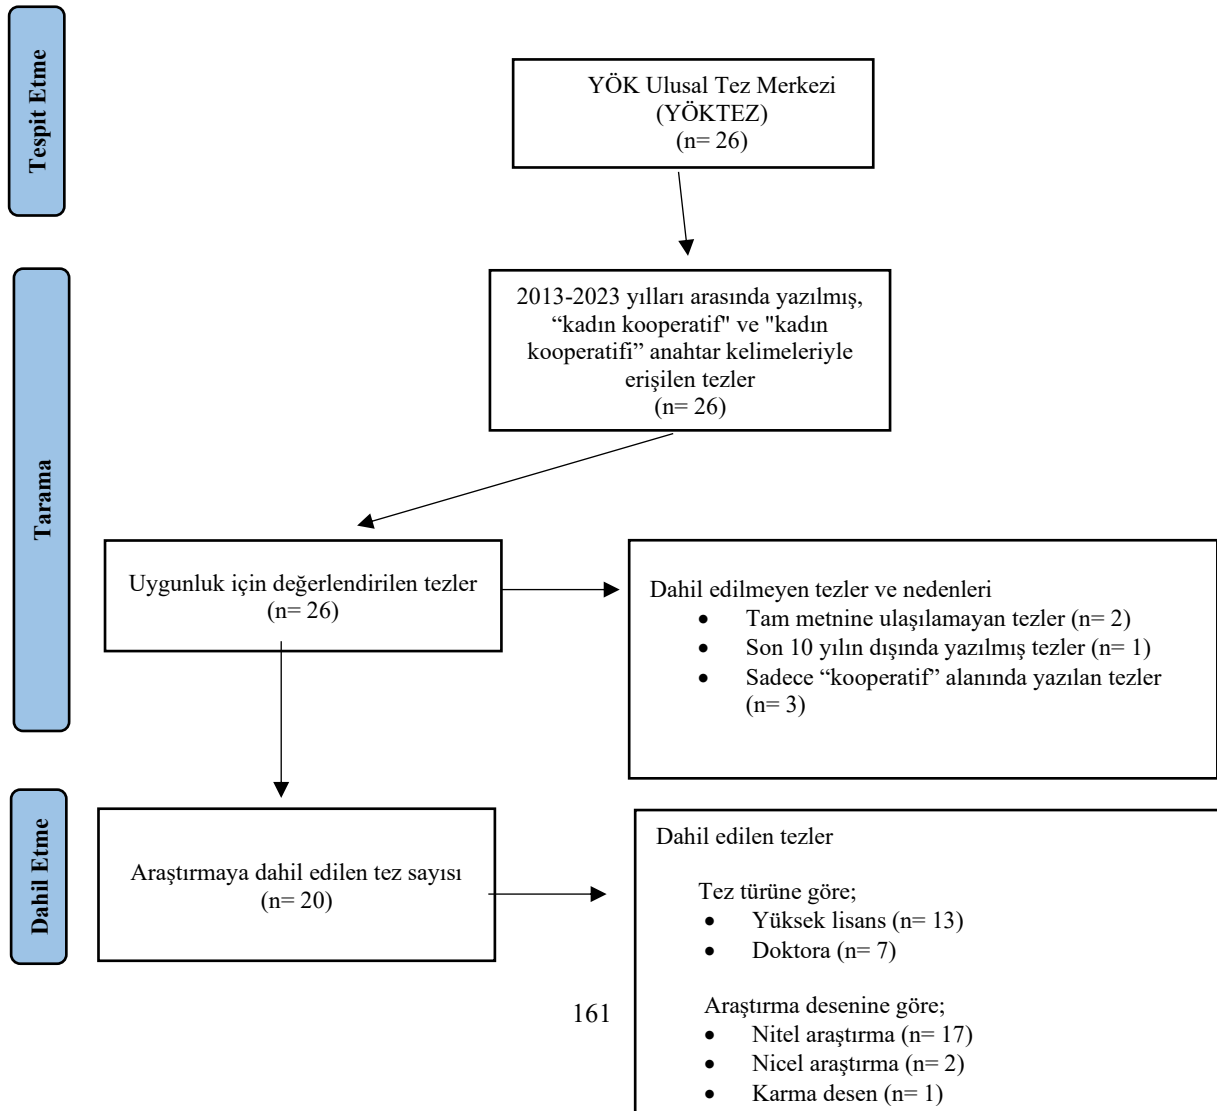 Tespit Etme
YÖK Ulusal Tez Merkezi
(YÖKTEZ)
(n= 26)
Tarama
2013-2023 yılları arasında yazılmış,
“kadın kooperatif" ve "kadın
kooperatifi” anahtar kelimeleriyle
erişilen tezler
(n= 26)
Uygunluk için değerlendirilen tezler
(n= 26)
Dahil edilmeyen tezler ve nedenleri
• Tam metnine ulaşılamayan tezler (n= 2)
• Son 10 yılın dışında yazılmış tezler (n= 1)
• Sadece “kooperatif” alanında yazılan tezler
(n= 3)
Dahil Etme
Araştırmaya dahil edilen tez sayısı
(n= 20)
Dahil edilen tezler
Tez türüne göre;
• Yüksek lisans (n= 13)
• Doktora (n= 7)
Araştırma desenine göre;
• Nitel araştırma (n= 17)
• Nicel araştırma (n= 2)
• Karma desen (n= 1)
161